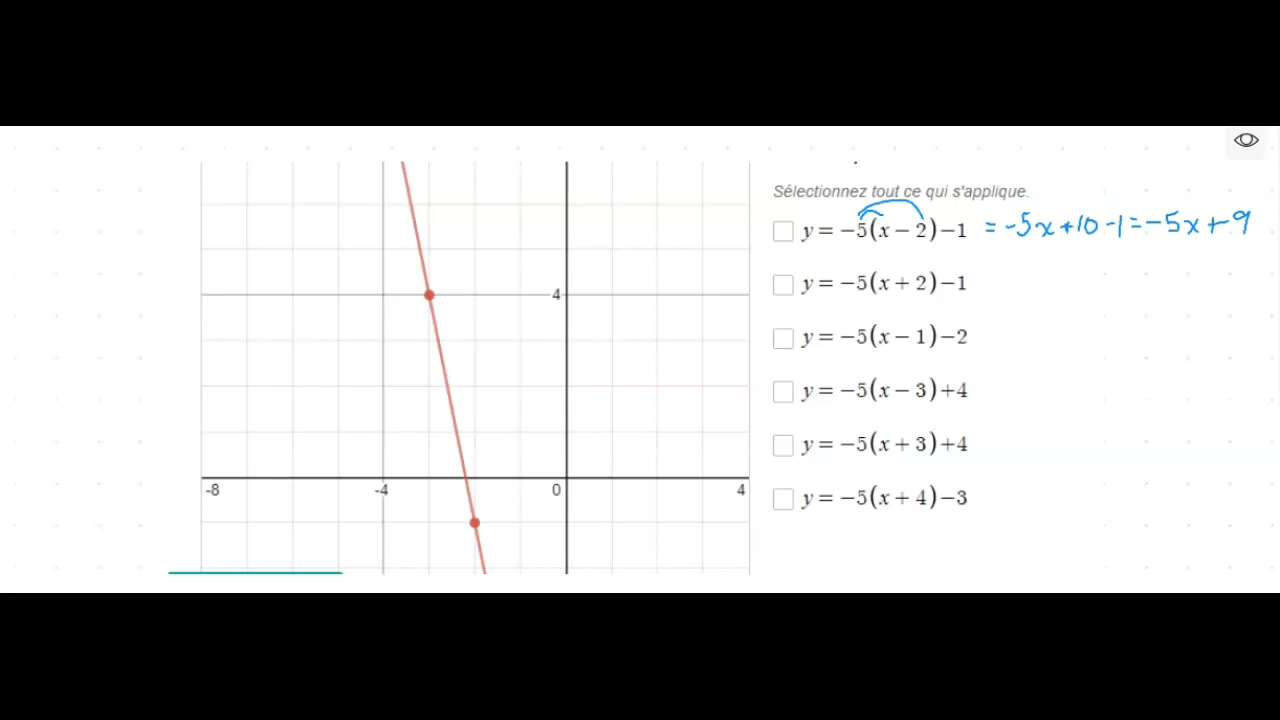 Sélectionnez tout ce qui s'applique.
y = −5(x − 2)−1 = -5x+10-1=-5x+9
y = −5(x + 2)−1
4
y = −5(x − 1)−2
y = −5(x − 3)+4
y = −5(x + 3)+4
-8 -4 0 4
y = −5(x + 4)−3